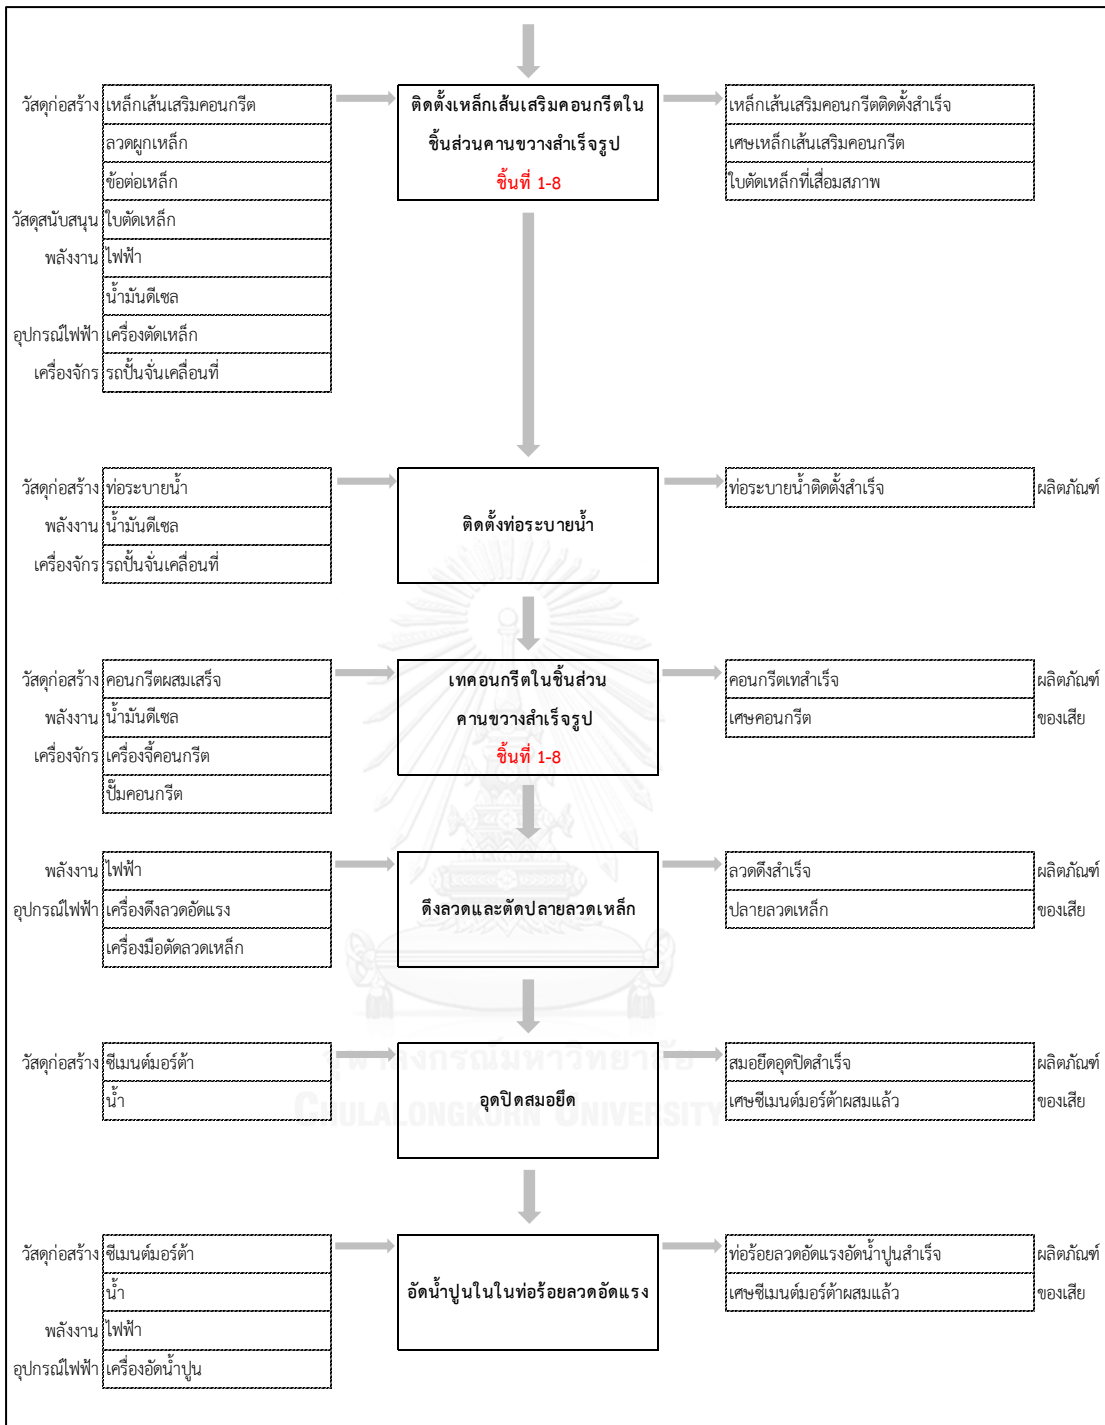 วัสดุก่อสร้าง เหล็กเส้นเสริมคอนกรีต ติดตั้งเหล็กเส้นเสริมคอนกรีตใน เหล็กเส้นเสริมคอนกรีตติดตั้งสำเร็จ
ลวดผูกเหล็ก ชิ้นส่วนคานขวางสำเร็จรูป เศษเหล็กเส้นเสริมคอนกรีต
ข้อต่อเหล็ก ชิ้นที่ 1-8 ใบตัดเหล็กที่เสื่อมสภาพ
วัสดุสนับสนุน ใบตัดเหล็ก
พลังงาน ไฟฟ้า
น้ำมันดีเซล
อุปกรณ์ไฟฟ้า เครื่องตัดเหล็ก
เครื่องจักร รถปั้นจั่นเคลื่อนที่
วัสดุก่อสร้าง ท่อระบายน้ำ ท่อระบายน้ำติดตั้งสำเร็จ ผลิตภัณฑ์
พลังงาน น้ำมันดีเซล ติดตั้งท่อระบายน้ำ
เครื่องจักร รถปั้นจั่นเคลื่อนที่
วัสดุก่อสร้าง คอนกรีตผสมเสร็จ เทคอนกรีตในชิ้นส่วน คอนกรีตเทสำเร็จ ผลิตภัณฑ์
พลังงาน น้ำมันดีเซล คานขวางสำเร็จรูป เศษคอนกรีต ของเสีย
เครื่องจักร เครื่องจี้คอนกรีต ชิ้นที่ 1-8
ปั๊มคอนกรีต
พลังงาน ไฟฟ้า ลวดดึงสำเร็จ ผลิตภัณฑ์
อุปกรณ์ไฟฟ้า เครื่องดึงลวดอัดแรง ดึงลวดและตัดปลายลวดเหล็ก ปลายลวดเหล็ก ของเสีย
เครื่องมือตัดลวดเหล็ก
วัสดุก่อสร้าง ซีเมนต์มอร์ต้า สมอยึดอุดปิดสำเร็จ ผลิตภัณฑ์
จุฬาลงกรณ์มหาวิทยาลัย
น้ำ อุดปิดสมอยึด เศษซีเมนต์มอร์ต้าผสมแล้ว ของเสีย
CHULALONGKORN UNIVERSITY
วัสดุก่อสร้าง ซีเมนต์มอร์ต้า ท่อร้อยลวดอัดแรงอัดน้ำปูนสำเร็จ ผลิตภัณฑ์
น้ำ อัดน้ำปูนในในท่อร้อยลวดอัดแรง เศษซีเมนต์มอร์ต้าผสมแล้ว ของเสีย
พลังงาน ไฟฟ้า
อุปกรณ์ไฟฟ้า เครื่องอัดน้ำปูน